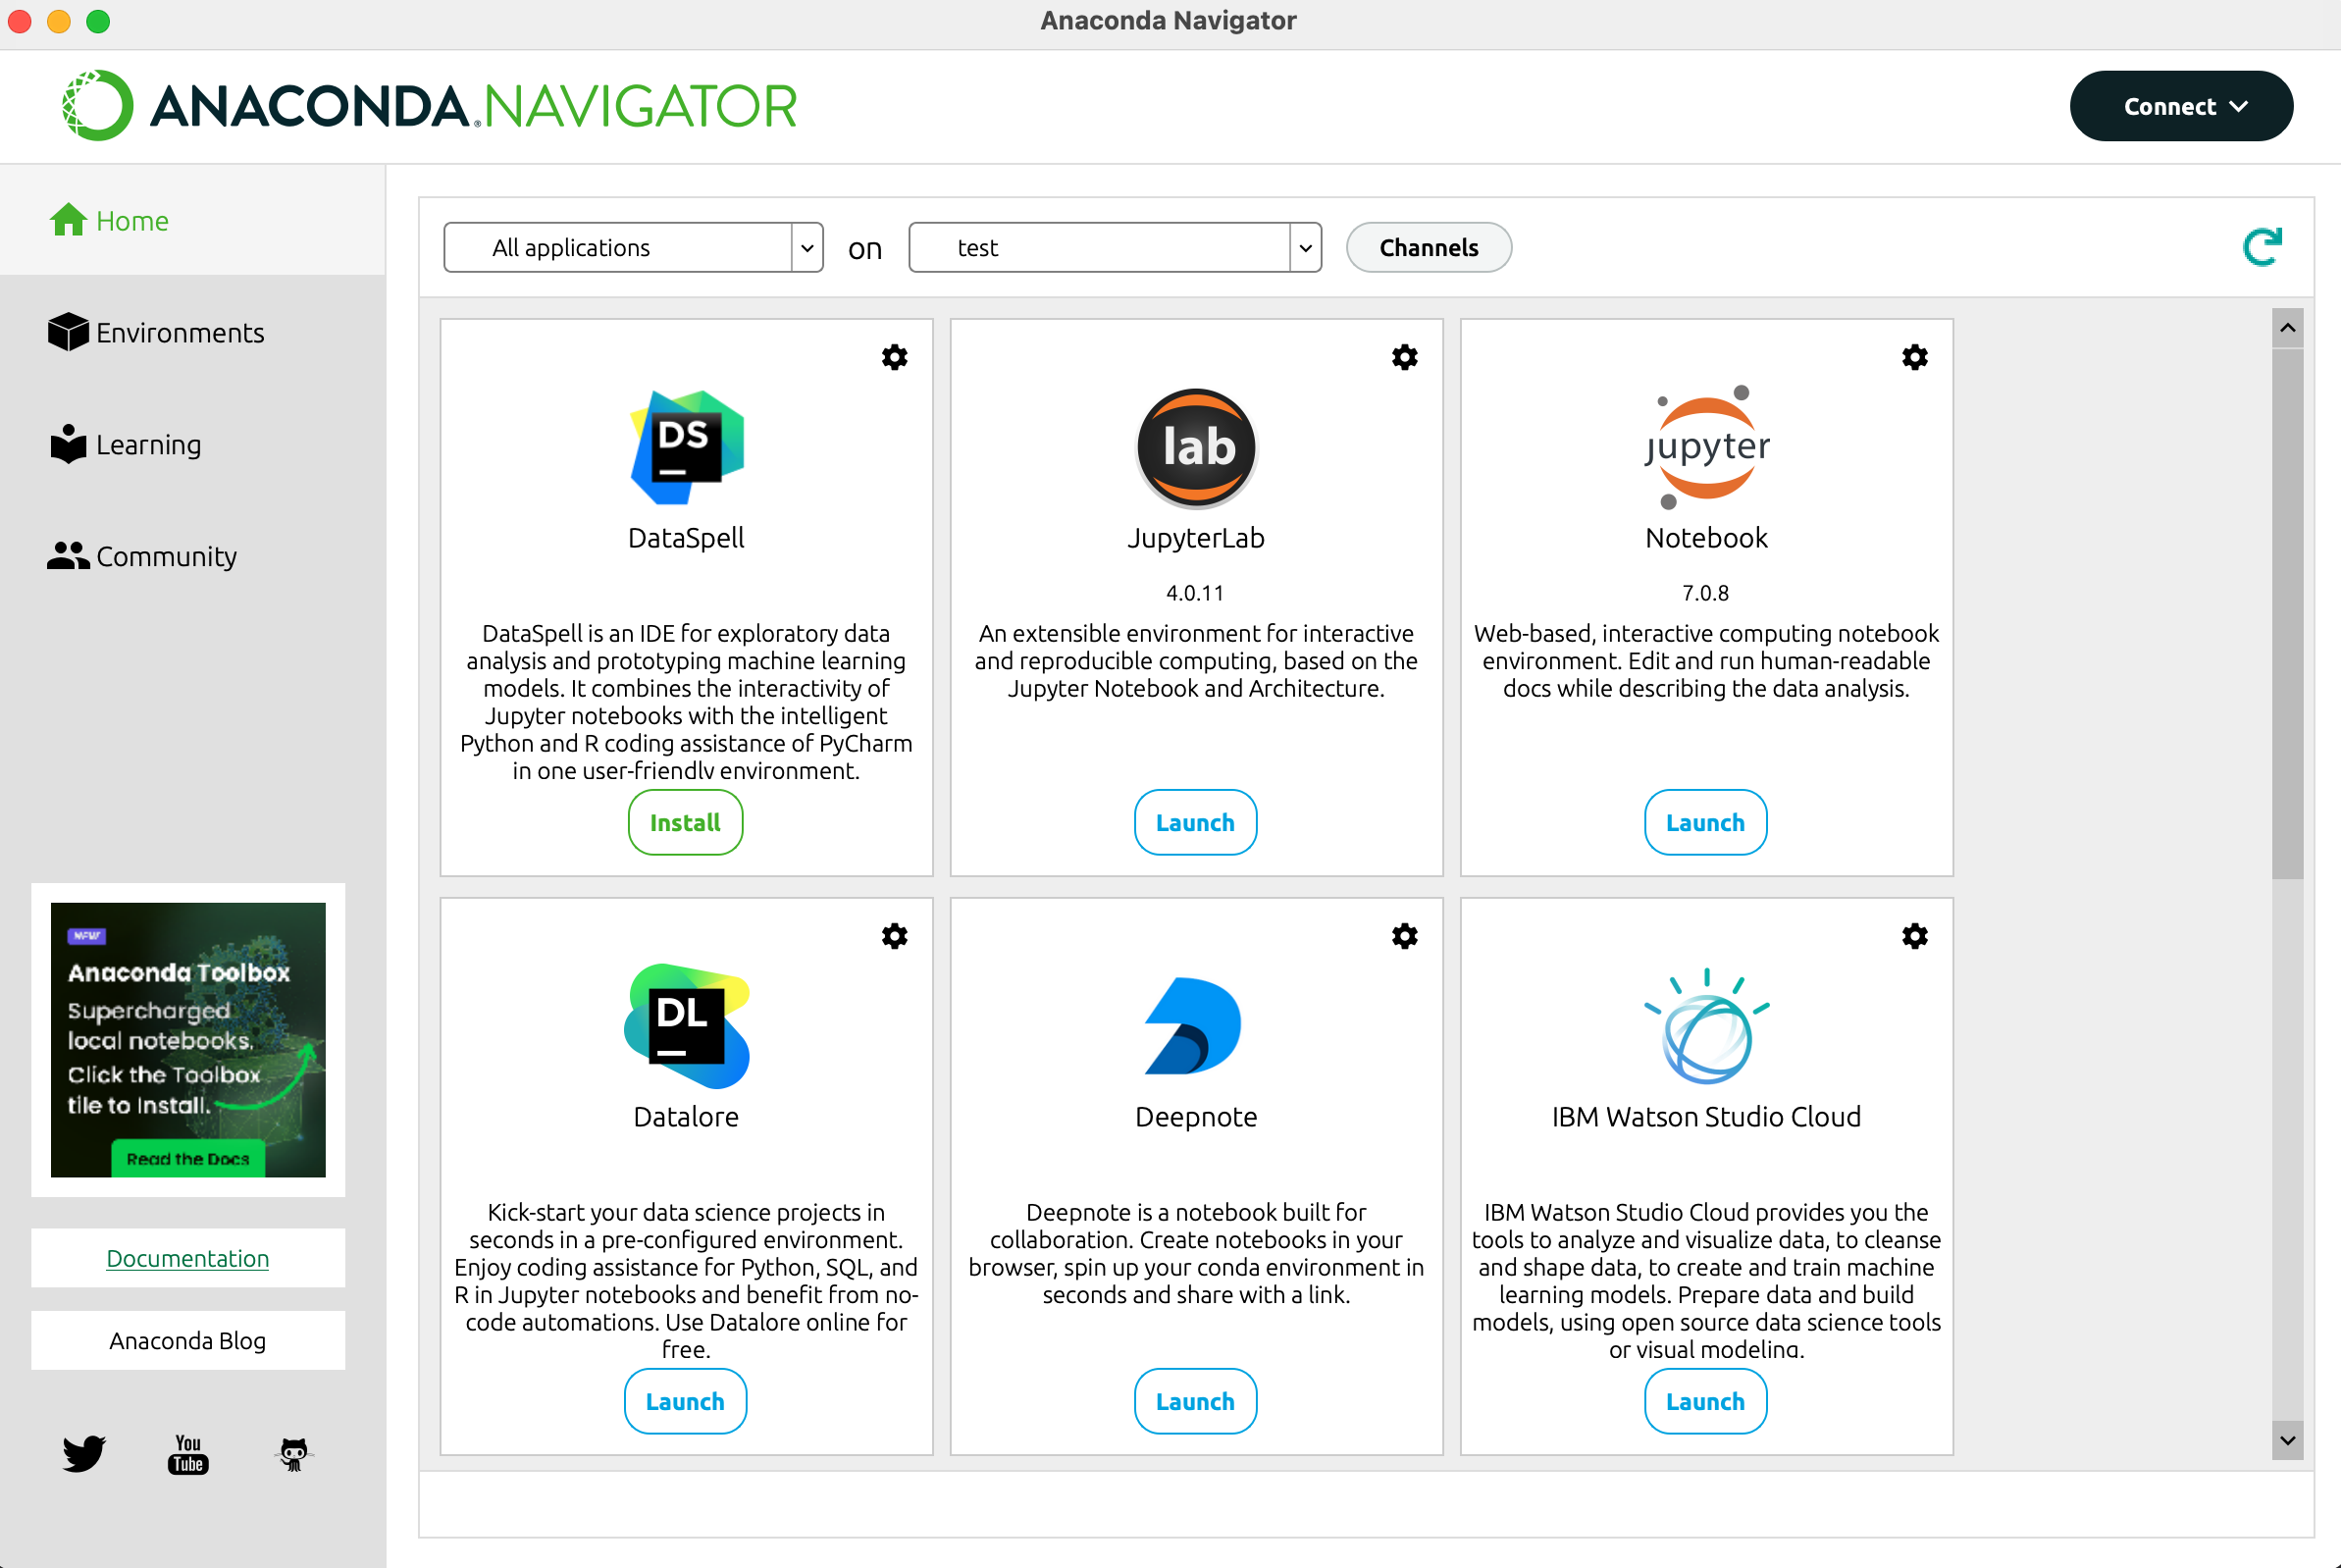 Anaconda Navigator
ANACONDA.NAVIGATOR
Connect
Home
Environments
Learning
Community
NEW
Anaconda Toolbox
Supercharged
local notebooks.
Click the Toolbox
tile to Install.
Read the Docs
Documentation
Anaconda Blog
You
Tube
All applications
on
test
Channels
DS
DataSpell
DataSpell is an IDE for exploratory data
analysis and prototyping machine learning
models. It combines the interactivity of
Jupyter notebooks with the intelligent
Python and R coding assistance of PyCharm
in one user-friendly environment.
Install
lab
JupyterLab
4.0.11
An extensible environment for interactive
and reproducible computing, based on the
Jupyter Notebook and Architecture.
Launch
jupyter
Notebook
7.0.8
Web-based, interactive computing notebook
environment. Edit and run human-readable
docs while describing the data analysis.
Launch
DL
Datalore
Kick-start your data science projects in
seconds in a pre-configured environment.
Enjoy coding assistance for Python, SQL, and
R in Jupyter notebooks and benefit from no-
code automations. Use Datalore online for
free.
Launch
Deepnote
Deepnote is a notebook built for
collaboration. Create notebooks in your
browser, spin up your conda environment in
seconds and share with a link.
Launch
IBM Watson Studio Cloud
IBM Watson Studio Cloud provides you the
tools to analyze and visualize data, to cleanse
and shape data, to create and train machine
learning models. Prepare data and build
models, using open source data science tools
or visual modeling.
Launch